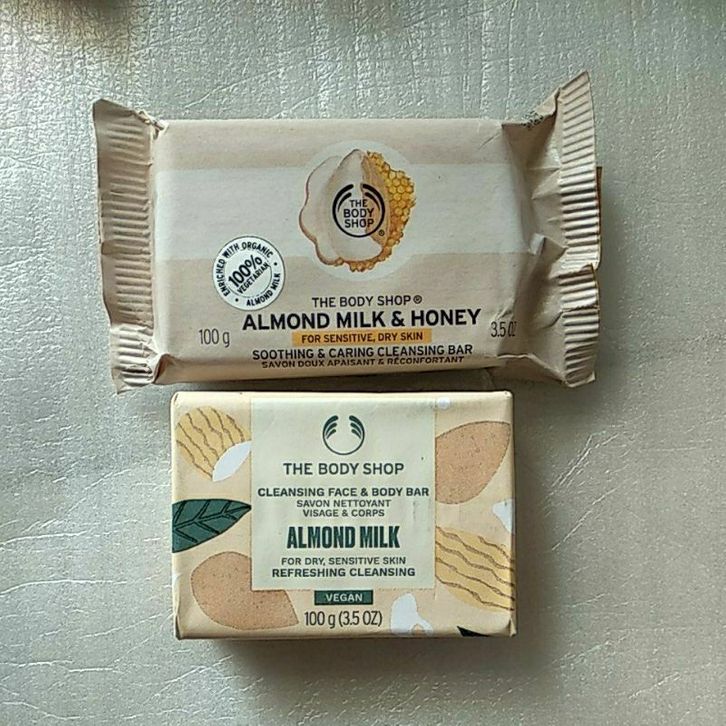 THE
BODY
SHOP®
ENRICHED WITH ORGANIC
100%
VEGETARIAN
ALMOND MILK
THE BODY SHOP®
100 g
ALMOND MILK & HONEY
FOR SENSITIVE, DRY SKIN
SOOTHING & CARING CLEANSING BAR
SAVON DOUX APAISANT & RÉCONFORTANT
3.5 OZ
THE BODY SHOP
CLEANSING FACE & BODY BAR
SAVON NETTOYANT
VISAGE & CORPS
ALMOND MILK
FOR DRY, SENSITIVE SKIN
REFRESHING CLEANSING
VEGAN
100 g (3.5 OZ)